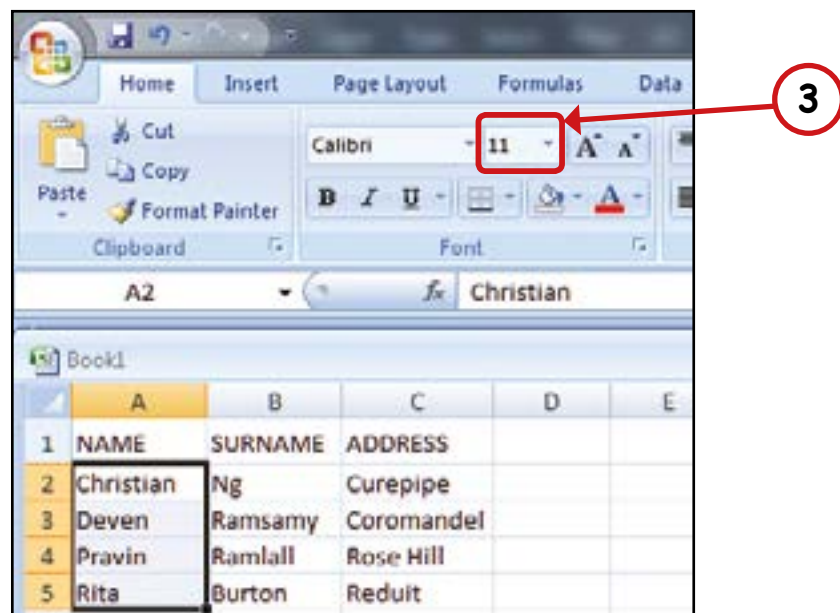 Home Insert Page Layout Formulas Data
3
Cut
Copy
Paste
Format Painter
Calibri 11 A A
B I U A
Clipboard Font
A2 fx Christian
Book1
A B C D E
1 NAME SURNAME ADDRESS
2 Christian Ng Curepipe
3 Deven Ramsamy Coromandel
4 Pravin Ramlall Rose Hill
5 Rita Burton Reduit